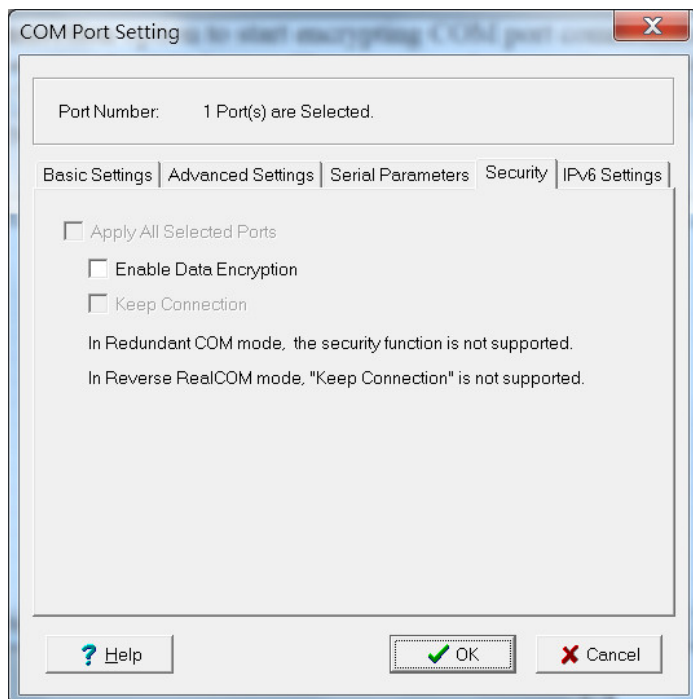 COM Port Setting
Port Number: 1 Port(s) are Selected.
Basic Settings Advanced Settings Serial Parameters Security IPv6 Settings
Apply All Selected Ports
Enable Data Encryption
Keep Connection
In Redundant COM mode, the security function is not supported.
In Reverse RealCOM mode, "Keep Connection" is not supported.
? Help OK X Cancel